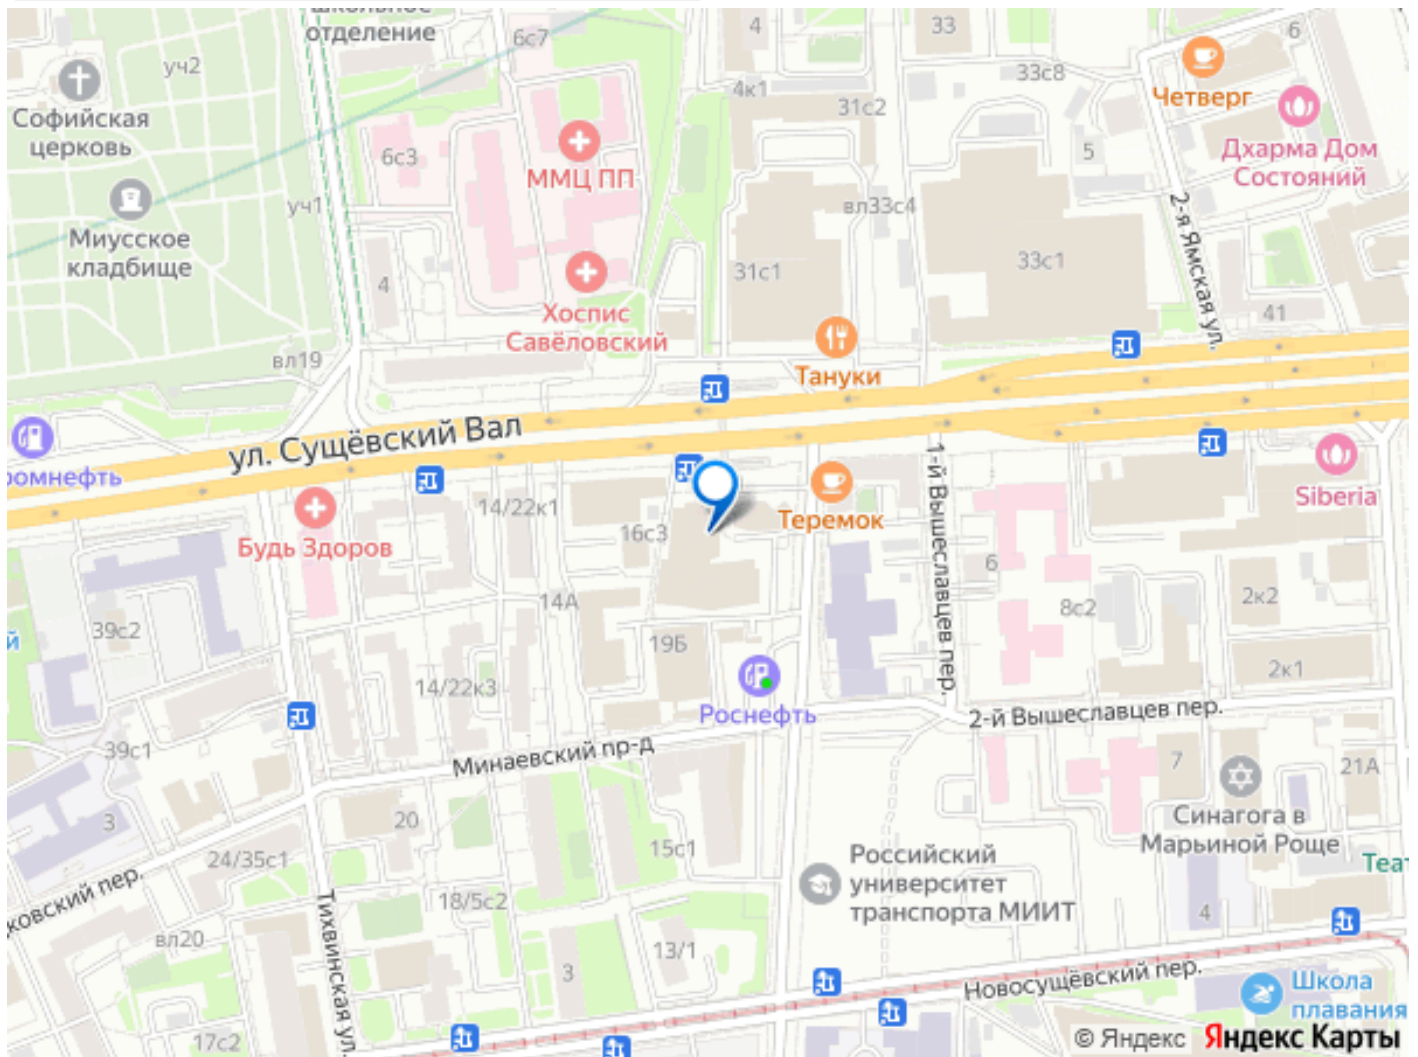 школьное
отделение
уч2
6с7
4
33
6
Софийская
церковь
4к1
31с2
33с8
Четверг
6с3
ММЦ ПП
5
Дхарма Дом
Состояний
уч1
вл33с4
2-я Ямская ул.
Миусское
кладбище
4
31с1
33с1
Хоспис
Савёловский
41
вл19
Тануки
ул. Сущёвский Вал
1-й Вышеславцев пер.
ромнефть
Siberia
14/22к1
Теремок
16с3
Будь Здоров
6
14А
8с2
2к2
39с2
й
19Б
2к1
14/22к3
Роснефть
2-й Вышеславцев пер.
39с1
Минаевский пр-д
7
21А
3
20
Синагога в
Марьиной Роще
24/35с1
15с1
Российский
университет
транспорта МИИТ
Теат
ковский пер.
Тихвинская ул.
18/5с2
4
вл20
13/1
3
Новосущёвский пер.
Школа
плавания
17с2
© Яндекс Яндекс Карты